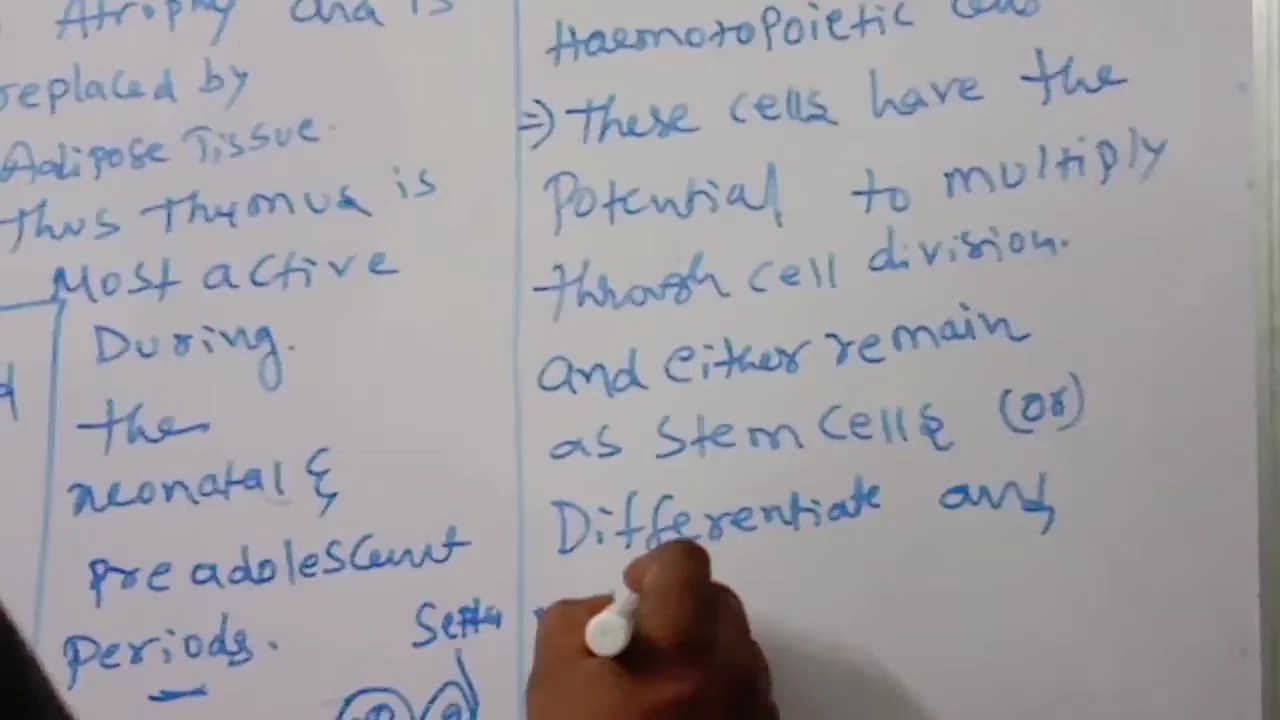 Atrophy and is
replaced by
Adipose Tissue.
thus Thymus is
Most active
During.
the
neonatal &
preadolescent
periods.
Septa
Haemotopoietic cells
=) These cells have the
Potential to multiply
through cell division.
and either remain
as Stem cells (or)
Differentiate and